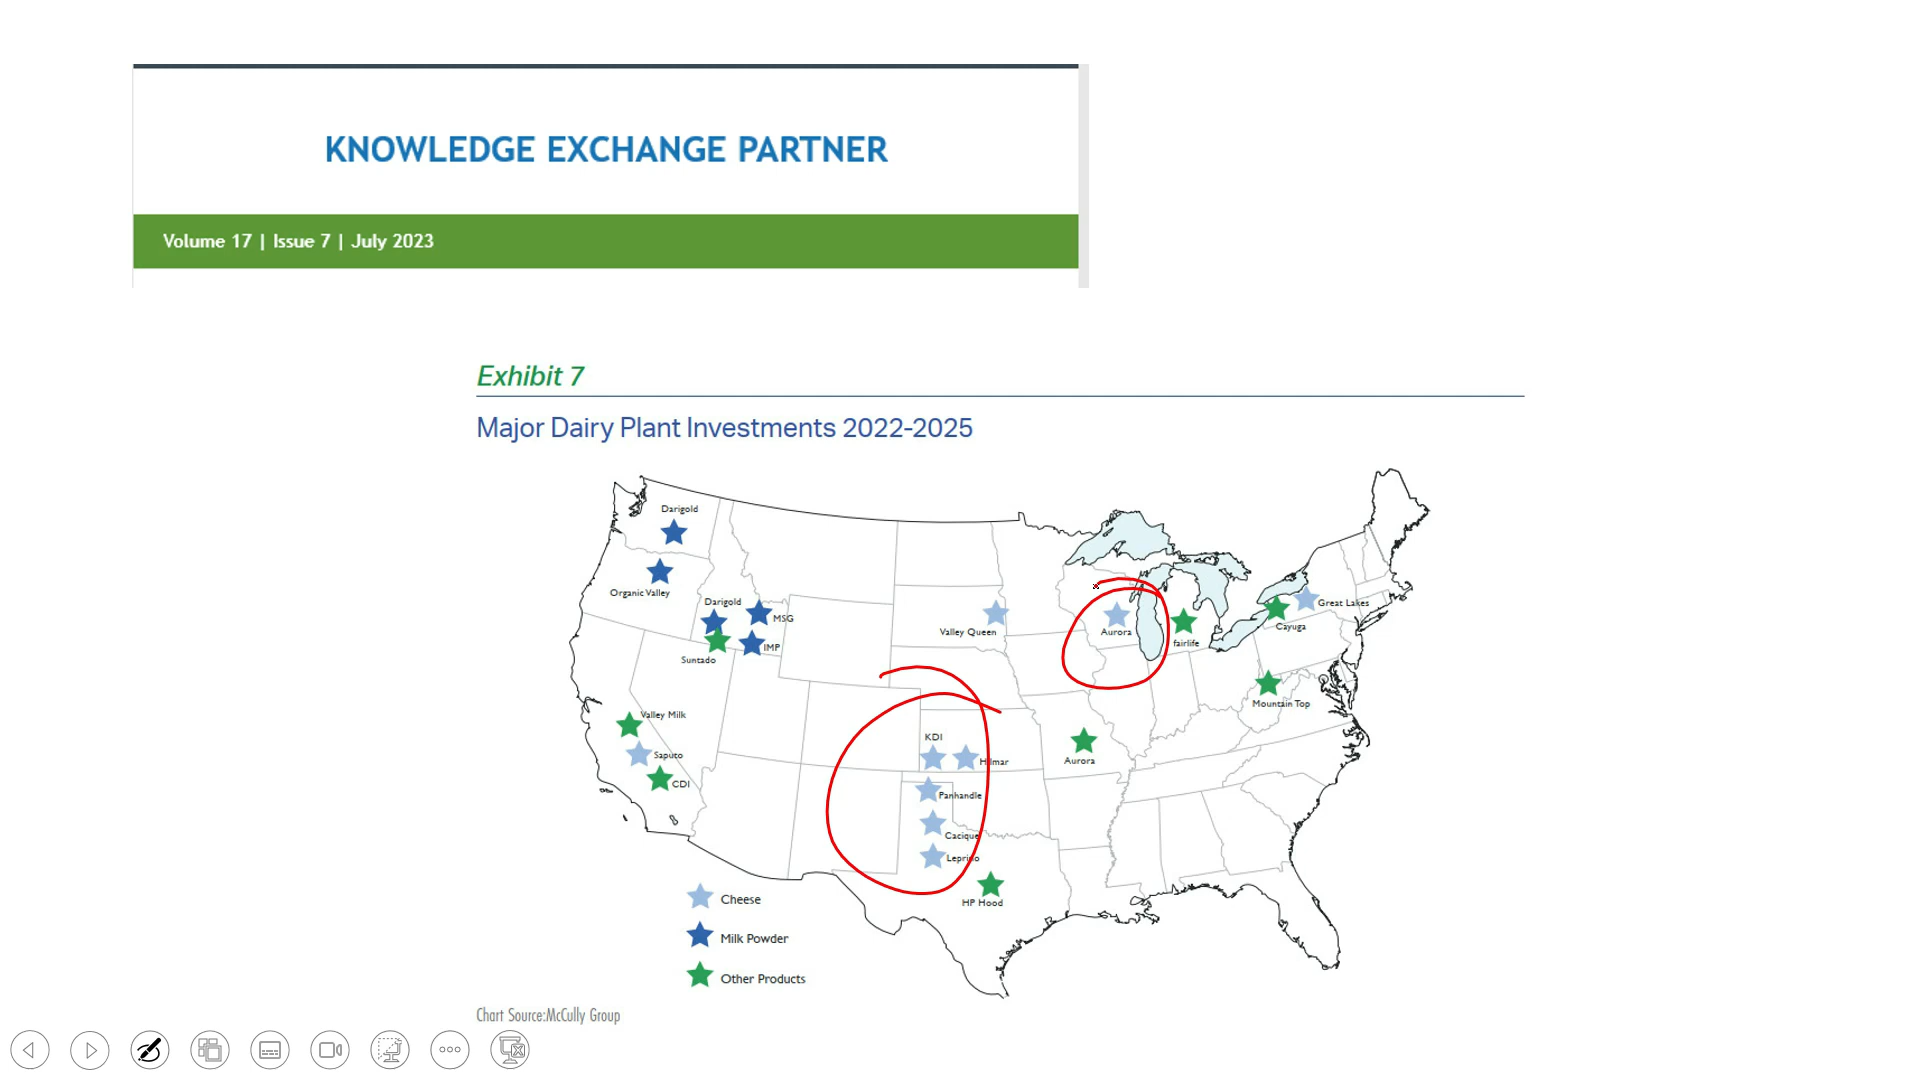 KNOWLEDGE EXCHANGE PARTNER
Volume 17 | Issue 7 | July 2023
Exhibit 7
Major Dairy Plant Investments 2022-2025
Darigold
Organic Valley
Darigold
MSG
IMP
Suntado
Valley Queen
Aurora
fairlife
Great Lakes
Cayuga
Mountain Top
Valley Milk
Saputo
CDI
KDI
Hilmar
Aurora
Panhandle
Cacique
Leprino
HP Hood
Cheese
Milk Powder
Other Products
Chart Source:McCully Group